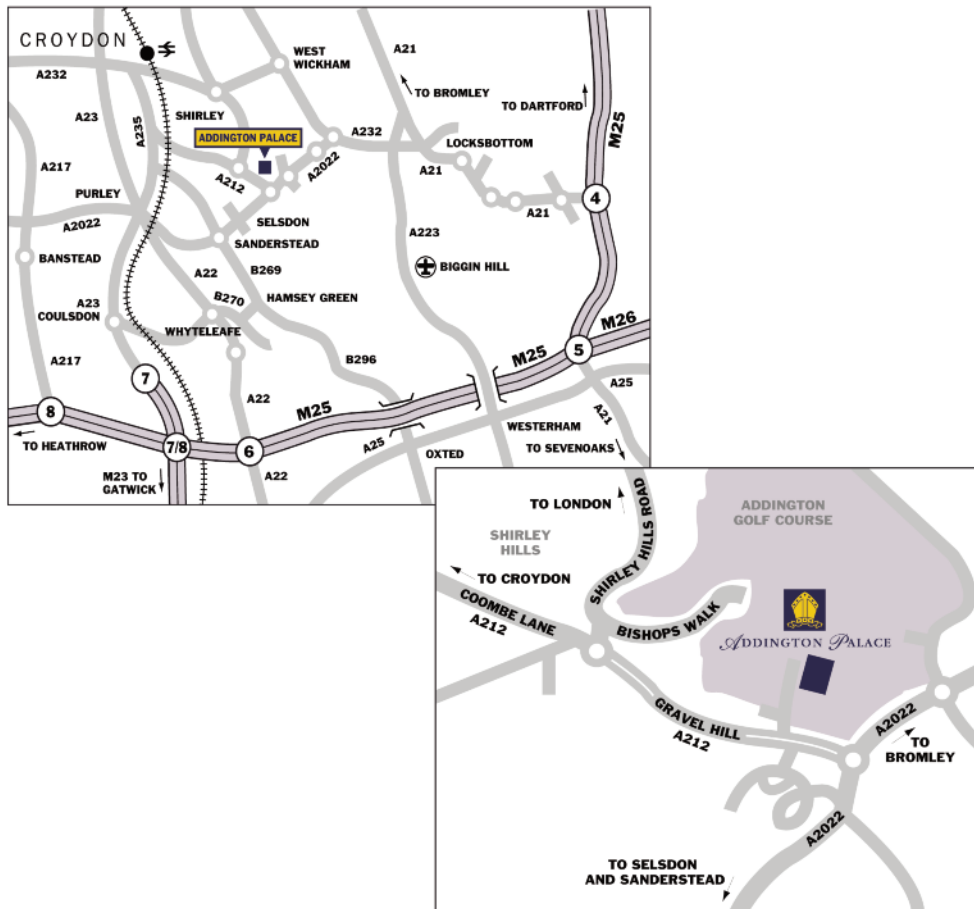 CROYDON
A21
WEST
WICKHAM
A232
TO BROMLEY
TO DARTFORD
M25
A23
A235
SHIRLEY
ADDINGTON PALACE
A232
LOCKSBOTTOM
A217
A212
A2022
A21
PURLEY
4
A21
A2022
SELSDON
SANDERSTEAD
A223
BANSTEAD
A22
B269
BIGGIN HILL
B270
HAMSEY GREEN
A23
COULSDON
WHYTELEAFE
M26
5
A217
B296
M25
7
A22
A25
8
M25
A21
TO HEATHROW
7/8
6
A25
WESTERHAM
OXTED
TO SEVENOAKS
M23 TO
GATWICK
A22
TO LONDON
SHIRLEY HILLS ROAD
ADDINGTON
GOLF COURSE
SHIRLEY
HILLS
TO CROYDON
COOMBE LANE
A212
BISHOPS WALK
ADDINGTON PALACE
GRAVEL HILL
A212
A2022
TO
BROMLEY
A2022
TO SELSDON
AND SANDERSTEAD